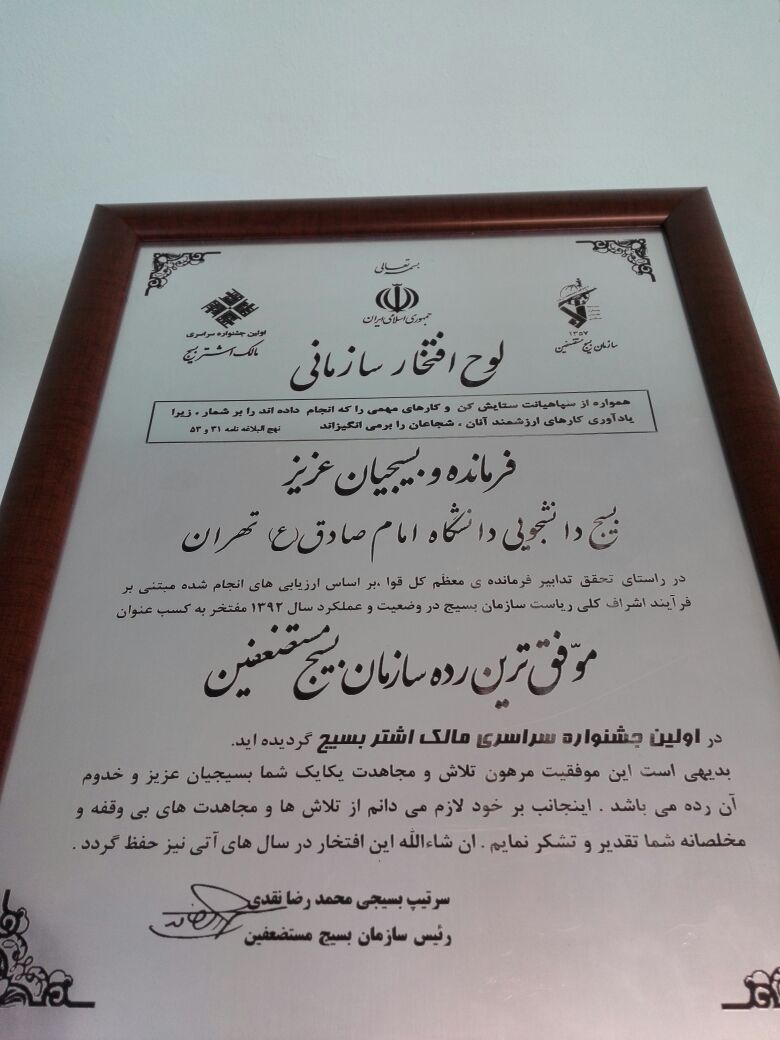 بسمه تعالی
جمهوری اسلامی ایران
۱۳۵۷
سازمان بسیج مستضعفین
اولین جشنواره سراسری
مالک اشتر بسیج
لوح افتخار سازمانی
همواره از سپاهیانت ستایش کن و کارهای مهمی را که انجام داده اند را بر شمار ، زیرا
یادآوری کارهای ارزشمند آنان ، شجاعان را برمی انگیزاند نهج البلاغه نامه ۳۱ و ۵۳
فرمانده و بسیجیان عزیز
بسیج دانشجویی دانشگاه امام صادق (ع) تهران
در راستای تحقق تدابیر فرمانده ی معظم کل قوا ،بر اساس ارزیابی های انجام شده مبتنی بر
فرآیند اشراف کلی ریاست سازمان بسیج در وضعیت و عملکرد سال ۱۳۹۲ مفتخر به کسب عنوان
موّفق ترین رده سازمان بسیج مستضعفین
در اولین جشنواره سراسری مالک اشتر بسیج گردیده اید.
بدیهی است این موفقیت مرهون تلاش و مجاهدت یکایک شما بسیجیان عزیز و خدوم
آن رده می باشد . اینجانب بر خود لازم می دانم از تلاش ها و مجاهدت های بی وقفه و
مخلصانه شما تقدیر و تشکر نمایم . ان شاءالله این افتخار در سال های آتی نیز حفظ گردد .
سرتیپ بسیجی محمد رضا نقدی
رئیس سازمان بسیج مستضعفین